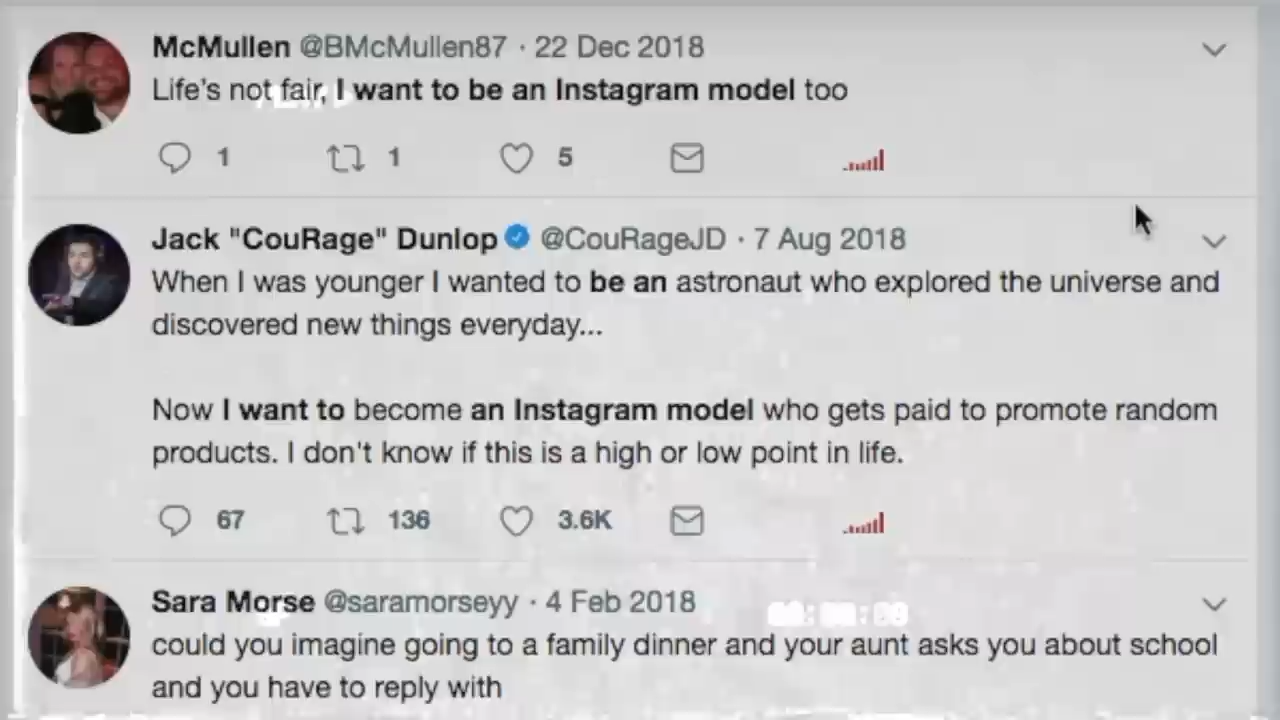 McMullen @BMcMullen87 · 22 Dec 2018
Life's not fair, I want to be an Instagram model too
1 1 5
Jack "CouRage" Dunlop @CouRageJD · 7 Aug 2018
When I was younger I wanted to be an astronaut who explored the universe and
discovered new things everyday...
Now I want to become an Instagram model who gets paid to promote random
products. I don't know if this is a high or low point in life.
67 136 3.6K
Sara Morse @saramorseyy · 4 Feb 2018
could you imagine going to a family dinner and your aunt asks you about school
and you have to reply with